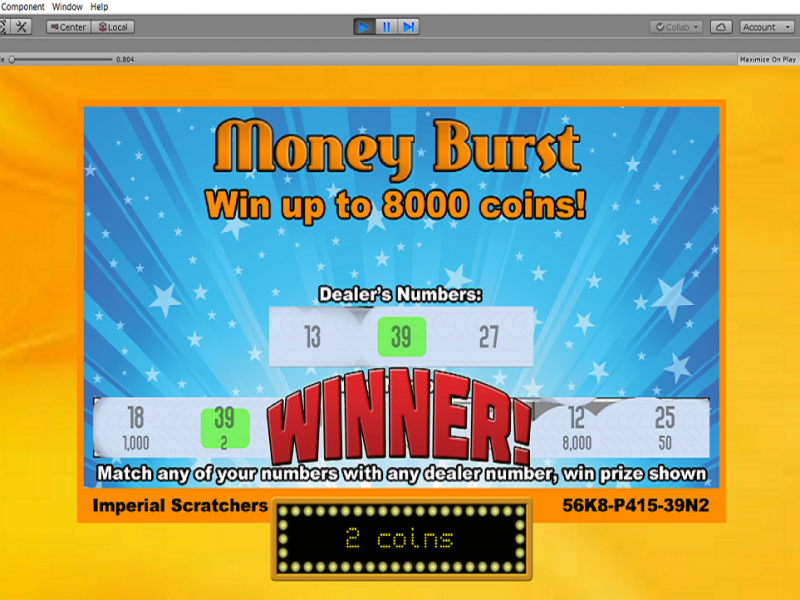 Component Window Help
Center Local Collab Account
0.804 Maximize On Play
Money Burst
Win up to 8000 coins!
Dealer's Numbers:
13 39 27
WINNER!
18 39 12 25
1,000 2 8,000 50
Match any of your numbers with any dealer number, win prize shown
Imperial Scratchers 56K8-P415-39N2
2 coins